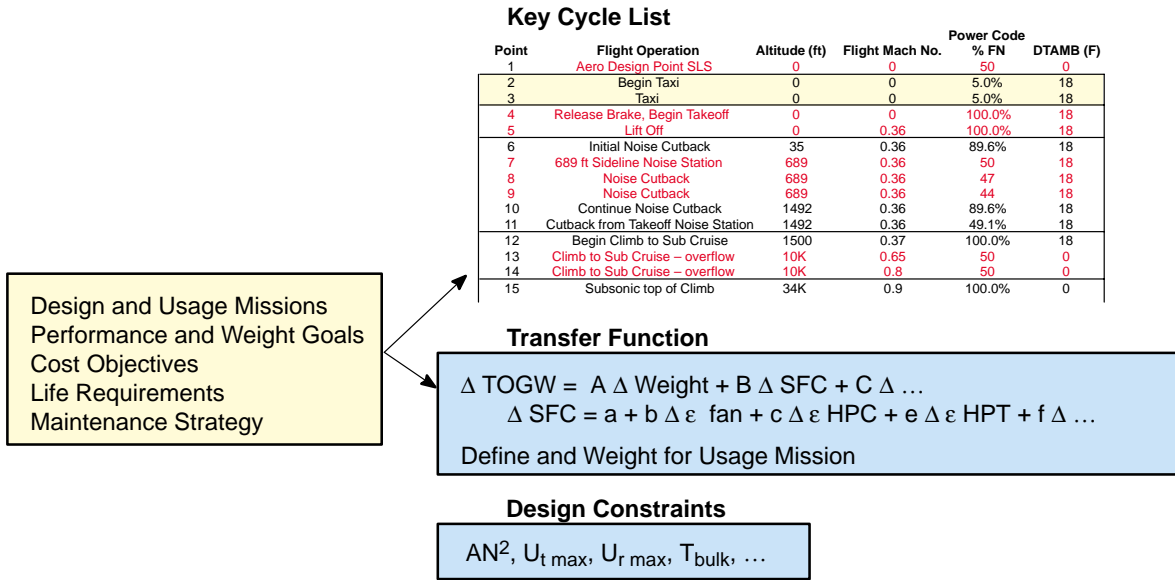 Key Cycle List
Power Code
Point Flight Operation Altitude (ft) Flight Mach No. % FN DTAMB (F)
1 Aero Design Point SLS 0 0 50 0
2 Begin Taxi 0 0 5.0% 18
3 Taxi 0 0 5.0% 18
4 Release Brake, Begin Takeoff 0 0 100.0% 18
5 Lift Off 0 0.36 100.0% 18
6 Initial Noise Cutback 35 0.36 89.6% 18
7 689 ft Sideline Noise Station 689 0.36 50 18
8 Noise Cutback 689 0.36 47 18
9 Noise Cutback 689 0.36 44 18
10 Continue Noise Cutback 1492 0.36 89.6% 18
11 Cutback from Takeoff Noise Station 1492 0.36 49.1% 18
12 Begin Climb to Sub Cruise 1500 0.37 100.0% 18
13 Climb to Sub Cruise – overflow 10K 0.65 50 0
14 Climb to Sub Cruise – overflow 10K 0.8 50 0
15 Subsonic top of Climb 34K 0.9 100.0% 0
Design and Usage Missions
Performance and Weight Goals
Cost Objectives
Life Requirements
Maintenance Strategy
Transfer Function
Δ TOGW = A Δ Weight + B Δ SFC + C Δ …
Δ SFC = a + b Δ ε fan + c Δ ε HPC + e Δ ε HPT + f Δ …
Define and Weight for Usage Mission
Design Constraints
AN², U_t max, U_r max, T_bulk, …